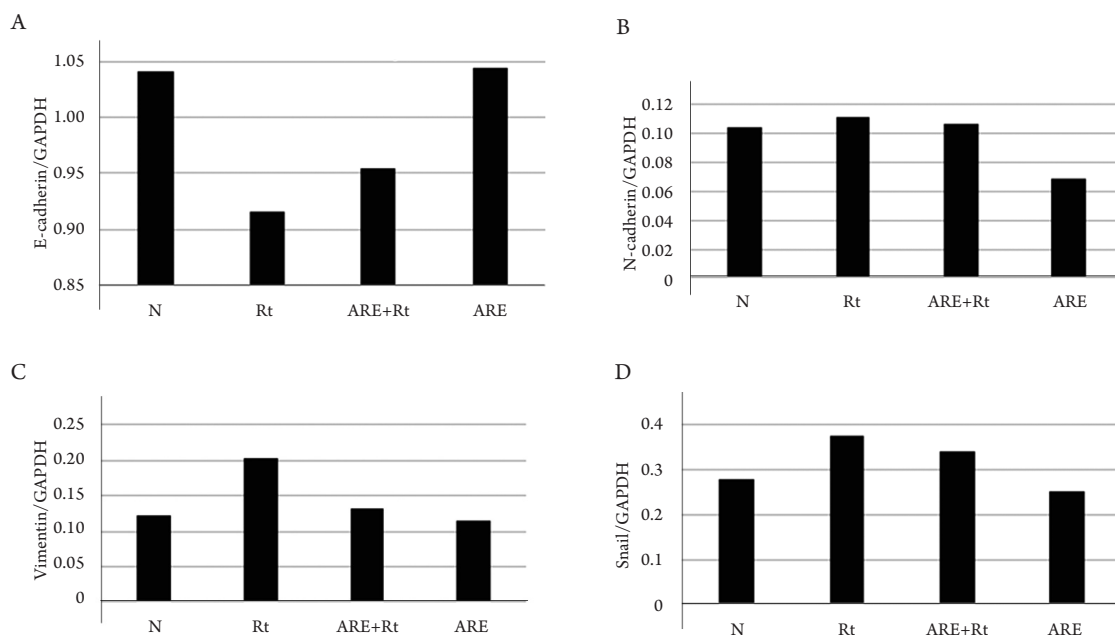 A
E-cadherin/GAPDH
1.05
1.00
0.95
0.90
0.85
N Rt ARE+Rt ARE
B
N-cadherin/GAPDH
0.12
0.10
0.08
0.06
0.04
0.02
0
N Rt ARE+Rt ARE
C
Vimentin/GAPDH
0.25
0.20
0.15
0.10
0.05
0
N Rt ARE+Rt ARE
D
Snail/GAPDH
0.4
0.3
0.2
0.1
0
N Rt ARE+Rt ARE